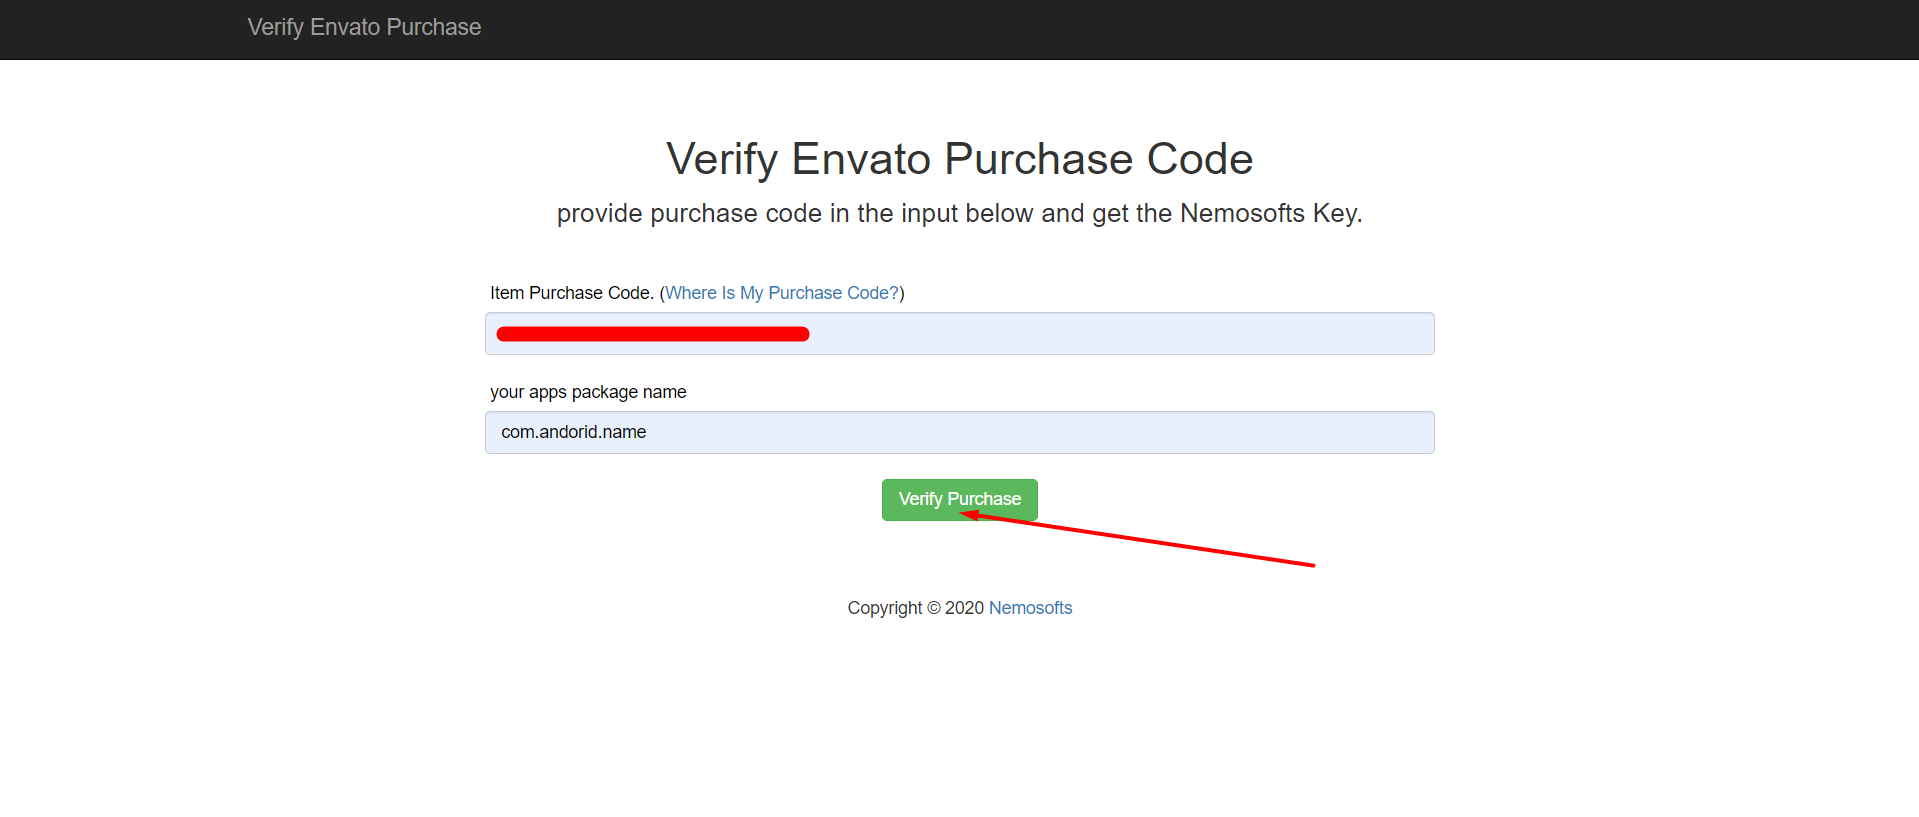 Verify Envato Purchase
Verify Envato Purchase Code
provide purchase code in the input below and get the Nemosofts Key.
Item Purchase Code. (Where Is My Purchase Code?)
your apps package name
com.andorid.name
Verify Purchase
Copyright © 2020 Nemosofts